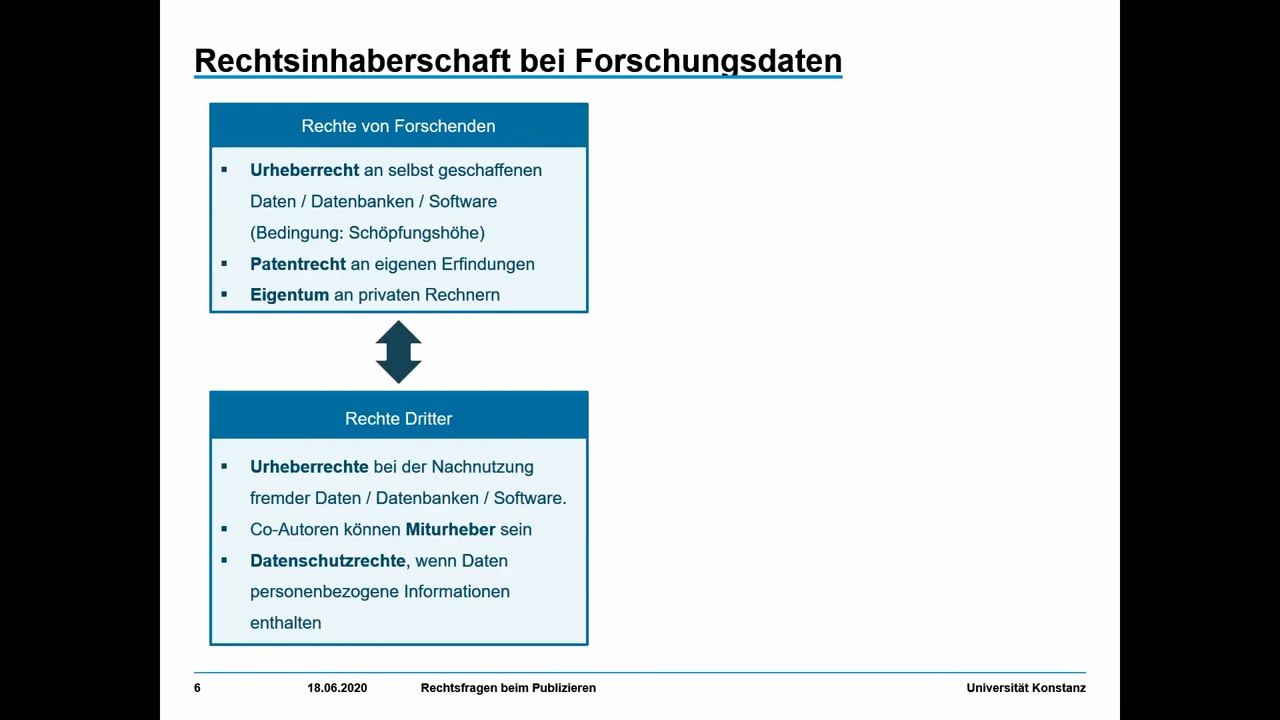 Rechtsinhaberschaft bei Forschungsdaten
Rechte von Forschenden
▪ Urheberrecht an selbst geschaffenen
Daten / Datenbanken / Software
(Bedingung: Schöpfungshöhe)
▪ Patentrecht an eigenen Erfindungen
▪ Eigentum an privaten Rechnern
Rechte Dritter
▪ Urheberrechte bei der Nachnutzung
fremder Daten / Datenbanken / Software.
▪ Co-Autoren können Miturheber sein
▪ Datenschutzrechte, wenn Daten
personenbezogene Informationen
enthalten
6 18.06.2020 Rechtsfragen beim Publizieren Universität Konstanz